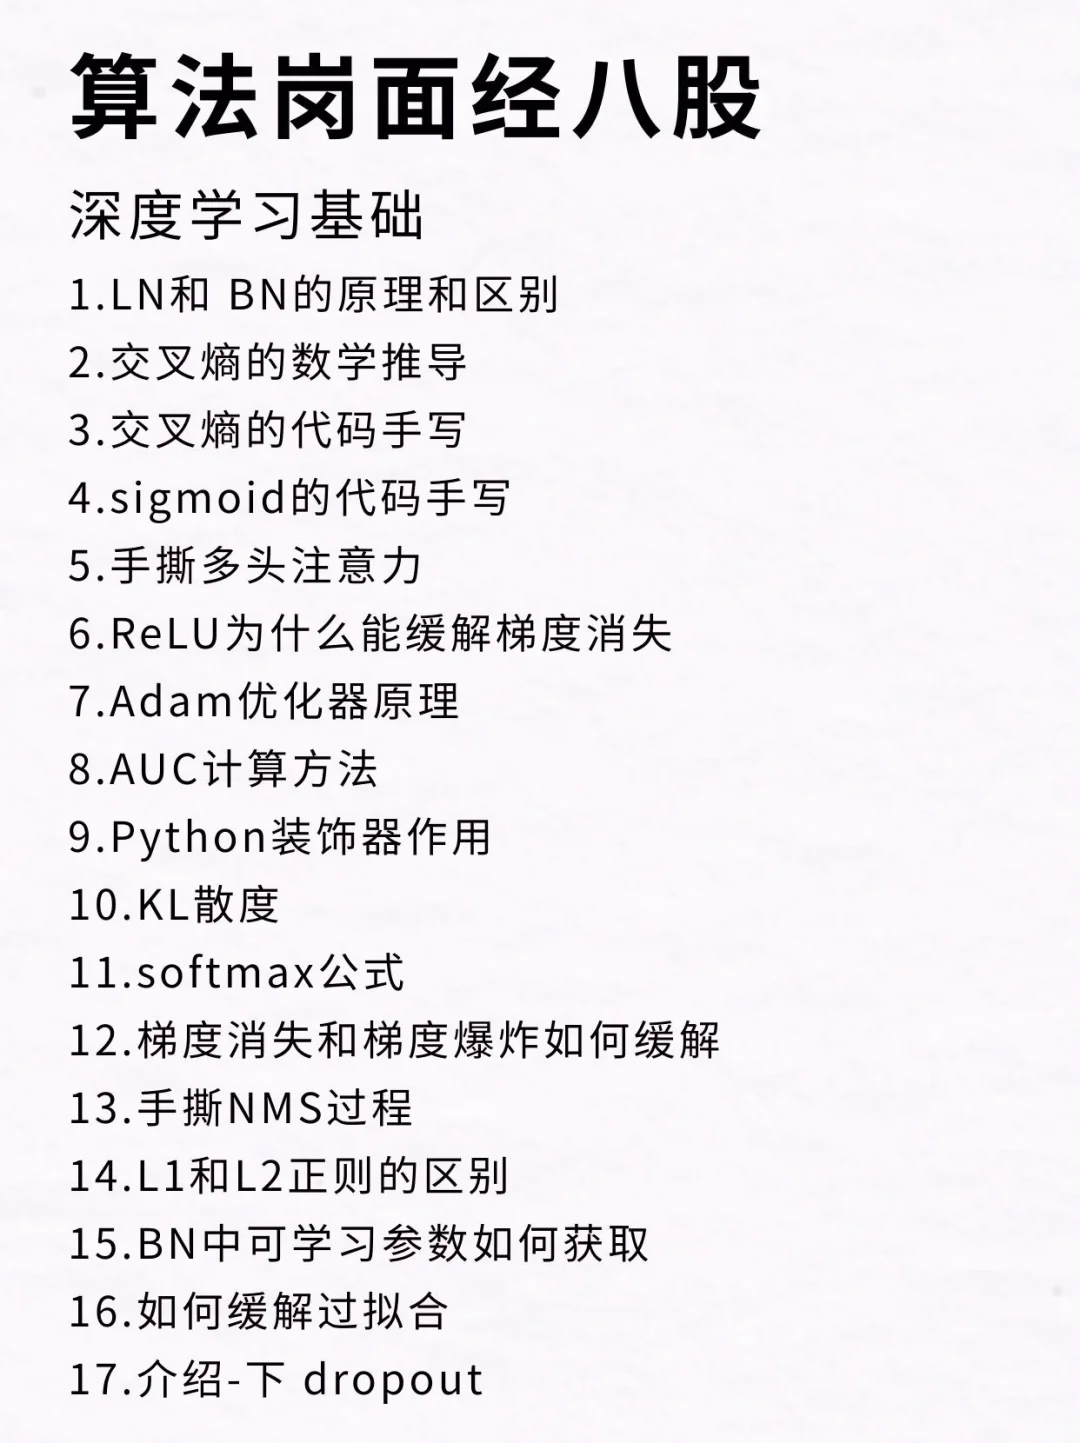 算法岗面经八股
深度学习基础
1.LN和 BN的原理和区别
2.交叉熵的数学推导
3.交叉熵的代码手写
4.sigmoid的代码手写
5.手撕多头注意力
6.ReLU为什么能缓解梯度消失
7.Adam优化器原理
8.AUC计算方法
9.Python装饰器作用
10.KL散度
11.softmax公式
12.梯度消失和梯度爆炸如何缓解
13.手撕NMS过程
14.L1和L2正则的区别
15.BN中可学习参数如何获取
16.如何缓解过拟合
17.介绍-下 dropout